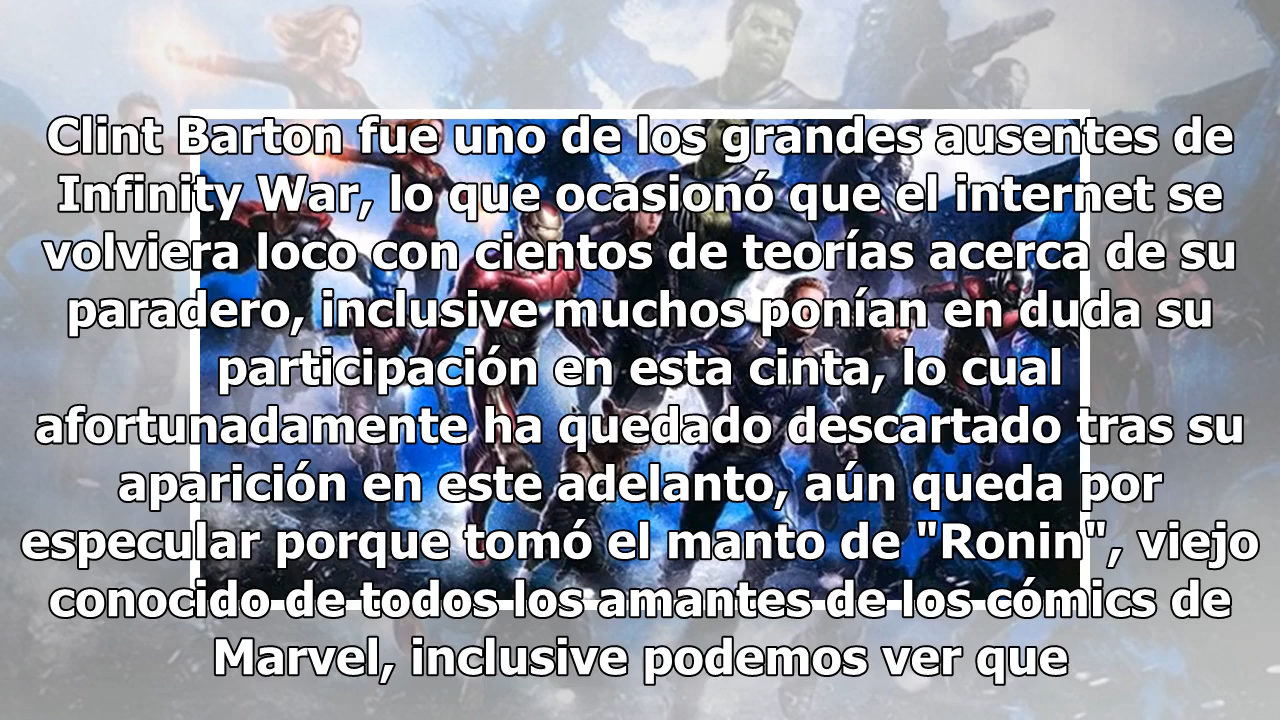 Clint Barton fue uno de los grandes ausentes de
Infinity War, lo que ocasionó que el internet se
volviera loco con cientos de teorías acerca de su
paradero, inclusive muchos ponían en duda su
participación en esta cinta, lo cual
afortunadamente ha quedado descartado tras su
aparición en este adelanto, aún queda por
especular porque tomó el manto de "Ronin", viejo
conocido de todos los amantes de los cómics de
Marvel, inclusive podemos ver que